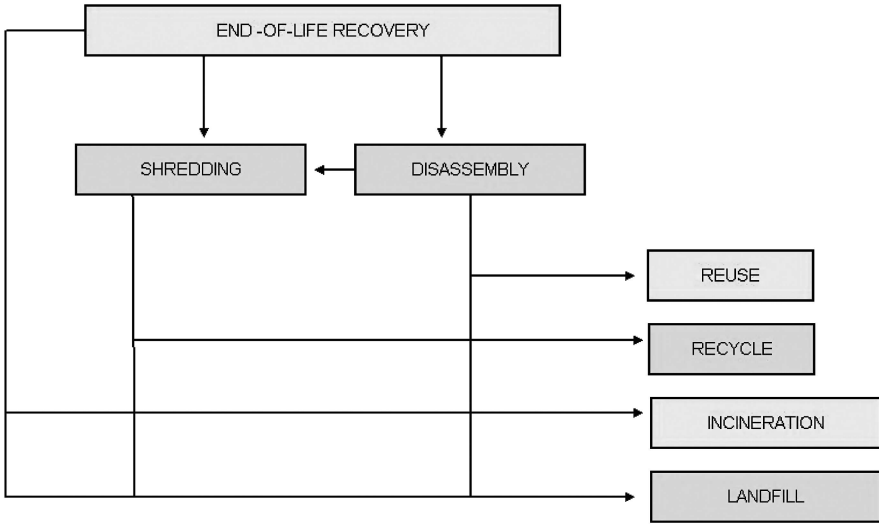 END -OF-LIFE RECOVERY
SHREDDING
DISASSEMBLY
REUSE
RECYCLE
INCINERATION
LANDFILL